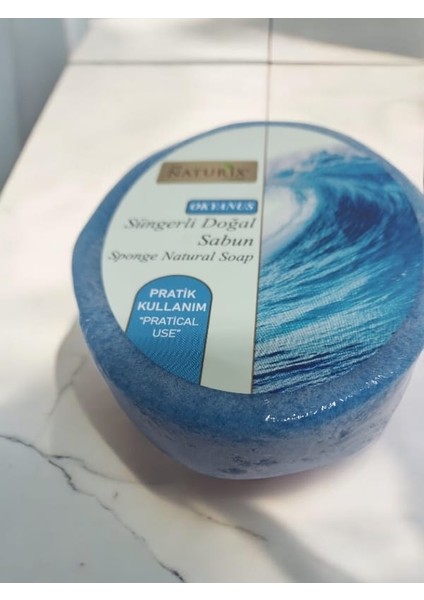 NATURIX
OKYANUS
Süngerli Doğal
Sabun
Sponge Natural Soap
PRATİK
KULLANIM
"PRATICAL
USE"